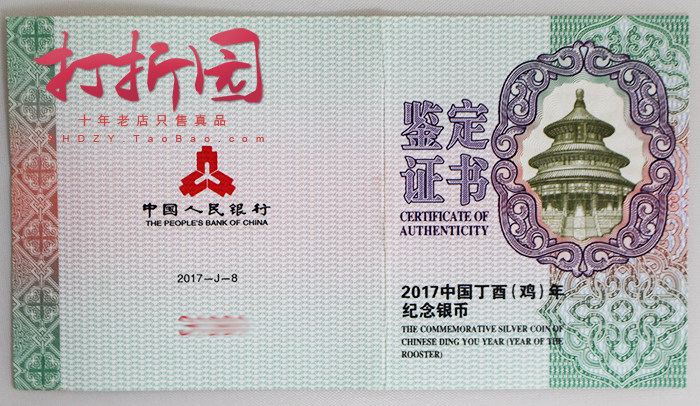 打折园
十年老店只售真品
HDZY.TaoBao.com
中国人民银行
THE PEOPLE'S BANK OF CHINA
2017-J-8
鉴定
证书
CERTIFICATE OF
AUTHENTICITY
2017中国丁酉(鸡)年
纪念银币
THE COMMEMORATIVE SILVER COIN OF
CHINESE DING YOU YEAR (YEAR OF THE
ROOSTER)